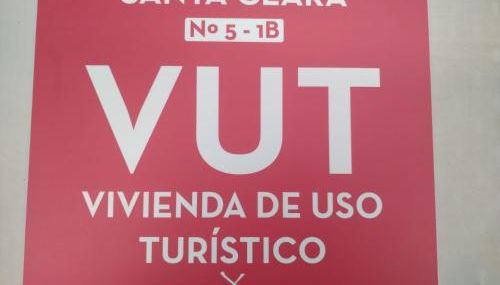 SANTA CLARA
Nº 5 - 1B
VUT
VIVIENDA DE USO
TURÍSTICO